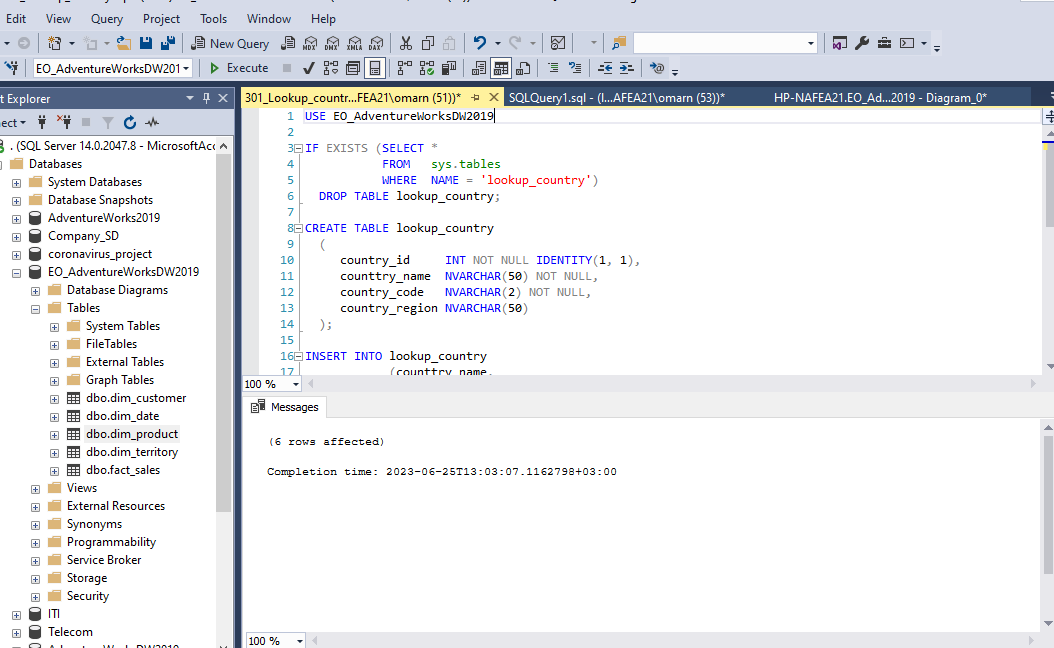 Edit View Query Project Tools Window Help
New Query MDX DMX XMLA DAX
EO_AdventureWorksDW201 Execute
t Explorer
301_Lookup_countr...FEA21\omarn (51))* SQLQuery1.sql - (l...AFEA21\omarn (53))* HP-NAFEA21.EO_Ad...2019 - Diagram_0*
ect
. (SQL Server 14.0.2047.8 - MicrosoftAcc
Databases
System Databases
Database Snapshots
AdventureWorks2019
Company_SD
coronavirus_project
EO_AdventureWorksDW2019
Database Diagrams
Tables
System Tables
FileTables
External Tables
Graph Tables
dbo.dim_customer
dbo.dim_date
dbo.dim_product
dbo.dim_territory
dbo.fact_sales
Views
External Resources
Synonyms
Programmability
Service Broker
Storage
Security
ITI
Telecom
1 USE EO_AdventureWorksDW2019
2
3 IF EXISTS (SELECT *
4 FROM sys.tables
5 WHERE NAME = 'lookup_country')
6 DROP TABLE lookup_country;
7
8 CREATE TABLE lookup_country
9 (
10 country_id INT NOT NULL IDENTITY(1, 1),
11 counttry_name NVARCHAR(50) NOT NULL,
12 country_code NVARCHAR(2) NOT NULL,
13 country_region NVARCHAR(50)
14 );
15
16 INSERT INTO lookup_country
17 (counttry_name,
100 %
Messages
(6 rows affected)
Completion time: 2023-06-25T13:03:07.1162798+03:00
100 %